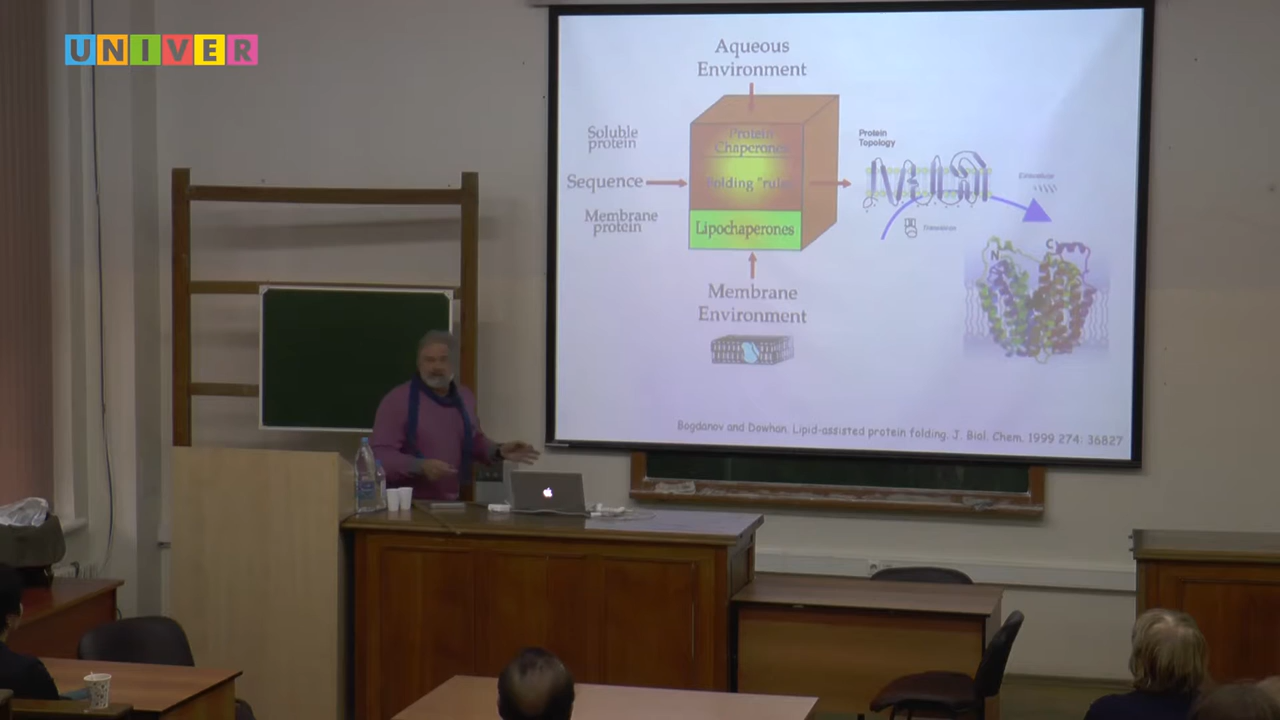 UNIVER
Aqueous
Environment
Soluble
protein
Protein
Chaperones
Protein
Topology
Sequence
Folding "rules
Membrane
protein
Lipochaperones
N
C
Membrane
Environment
Bogdanov and Dowhan. Lipid-assisted protein folding. J. Biol. Chem. 1999 274: 36827